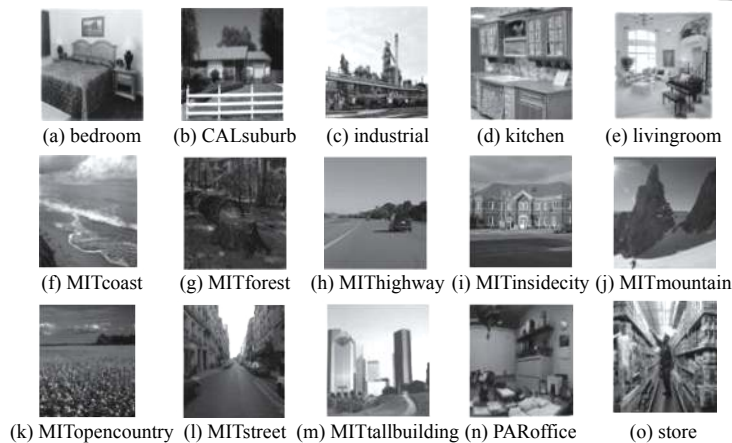 (a) bedroom (b) CALsuburb (c) industrial (d) kitchen (e) livingroom
(f) MITcoast (g) MITforest (h) MIThighway (i) MITinsidecity (j) MITmountain
(k) MITopencountry (l) MITstreet (m) MITtallbuilding (n) PARoffice (o) store